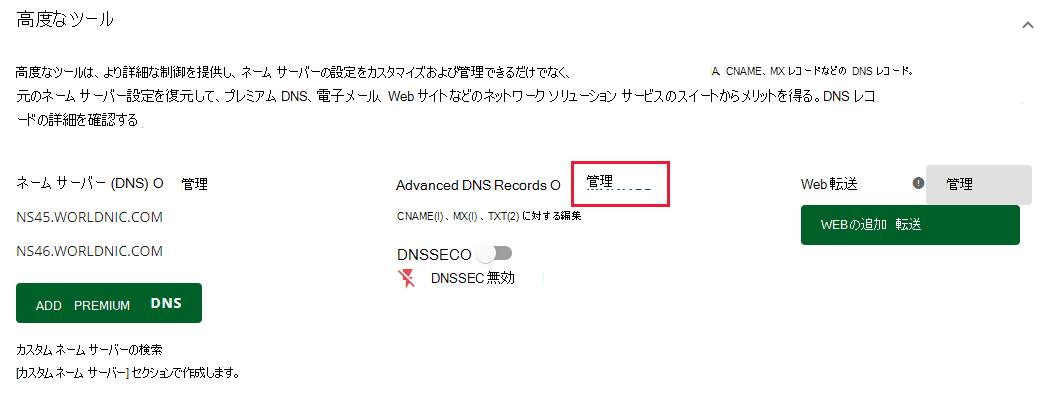 高度なツール
高度なツールは、より詳細な制御を提供し、ネーム サーバーの設定をカスタマイズおよび管理できるだけでなく、 A、CNAME、MX レコードなどの DNS レコード。
元のネーム サーバー設定を復元して、プレミアム DNS、電子メール、Web サイトなどのネットワーク ソリューション サービスのスイートからメリットを得る。DNS レコ
ードの詳細を確認する
ネーム サーバー (DNS) O 管理
NS45.WORLDNIC.COM
NS46.WORLDNIC.COM
ADD PREMIUM DNS
カスタム ネーム サーバーの検索
[カスタム ネーム サーバー] セクションで作成します。
Advanced DNS Records O 管理
CNAME(I)、MX(I)、TXT(2) に対する編集
DNSSECO
DNSSEC 無効
Web 転送 管理
WEBの追加 転送